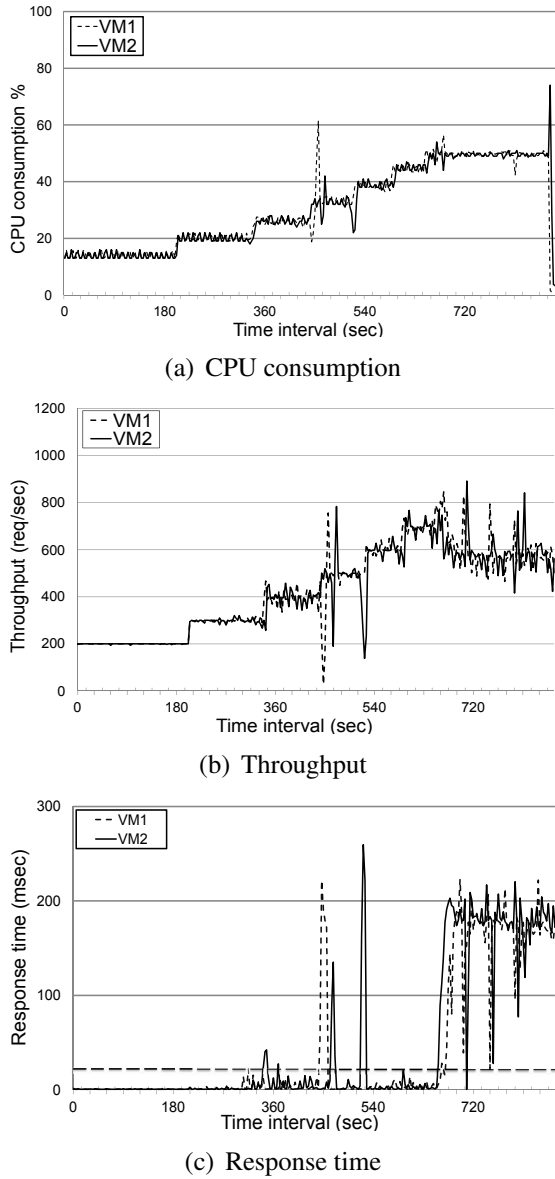 VM1
VM2
CPU consumption %
100
80
60
40
20
0
0 180 360 540 720
Time interval (sec)
(a) CPU consumption
VM1
VM2
Throughput (req/sec)
1200
1000
800
600
400
200
0
0 180 360 540 720
Time interval (sec)
(b) Throughput
VM1
VM2
Response time (msec)
300
200
100
0
0 180 360 540 720
Time interval (sec)
(c) Response time